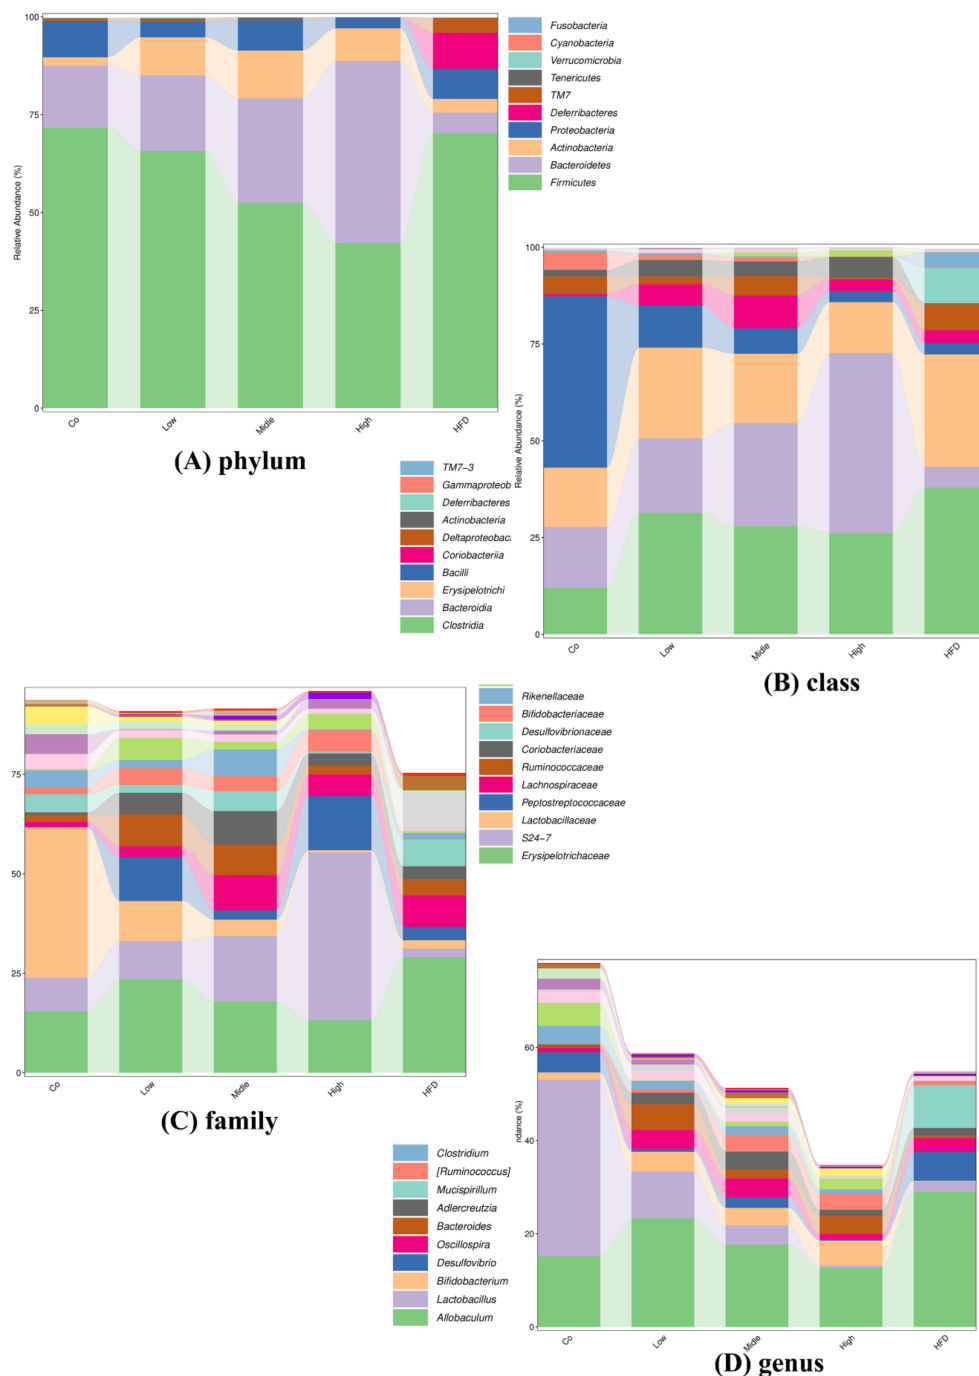 100
75
50
25
0
Relative Abundance (%)
Co
Low
Midle
High
HFD
Fusobacteria
Cyanobacteria
Verrucomicrobia
Tenericutes
TM7
Deferribacteres
Proteobacteria
Actinobacteria
Bacteroidetes
Firmicutes
(A) phylum
100
75
50
25
0
Relative Abundance (%)
Co
Low
Midle
High
HFD
(B) class
TM7-3
Gammaproteob
Deferribacteres
Actinobacteria
Deltaproteobac
Coriobacteriia
Bacilli
Erysipelotrichi
Bacteroidia
Clostridia
75
50
25
0
Co
Low
Midle
High
HFD
(C) family
Rikenellaceae
Bifidobacteriaceae
Desulfovibrionaceae
Coriobacteriaceae
Ruminococcaceae
Lachnospiraceae
Peptostreptococcaceae
Lactobacillaceae
S24-7
Erysipelotrichaceae
60
40
20
0
ndance (%)
Co
Low
Midle
High
HFD
(D) genus
Clostridium
[Ruminococcus]
Mucispirillum
Adlercreutzia
Bacteroides
Oscillospira
Desulfovibrio
Bifidobacterium
Lactobacillus
Allobaculum